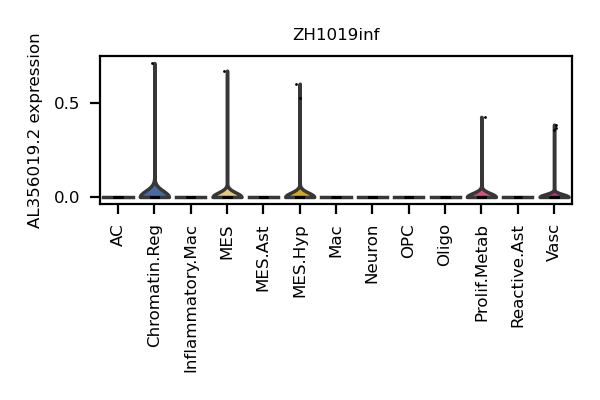 ZH1019inf
AL356019.2 expression
0.5
0.0
AC
Chromatin.Reg
Inflammatory.Mac
MES
MES.Ast
MES.Hyp
Mac
Neuron
OPC
Oligo
Prolif.Metab
Reactive.Ast
Vasc